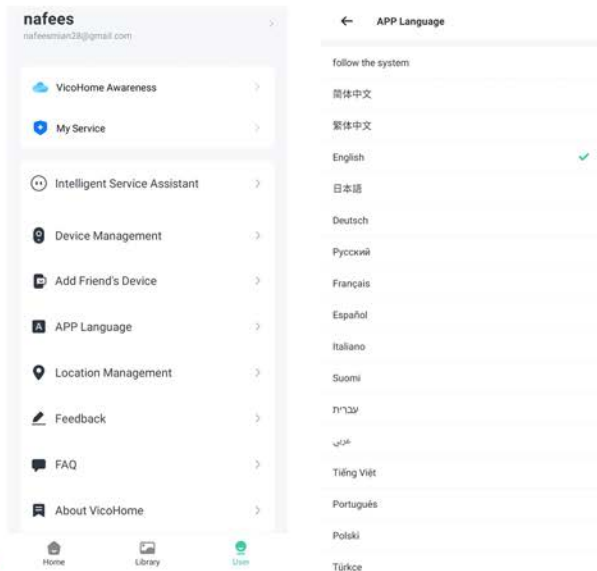 nafees
nafeesmian28@gmail.com
VicoHome Awareness
My Service
Intelligent Service Assistant
Device Management
Add Friend's Device
A APP Language
Location Management
Feedback
FAQ
About VicoHome
Home
Library
User
APP Language
follow the system
简体中文
繁体中文
English
日本語
Deutsch
Русский
Français
Español
Italiano
Suomi
עברית
عربي
Tiếng Việt
Português
Polski
Türkçe